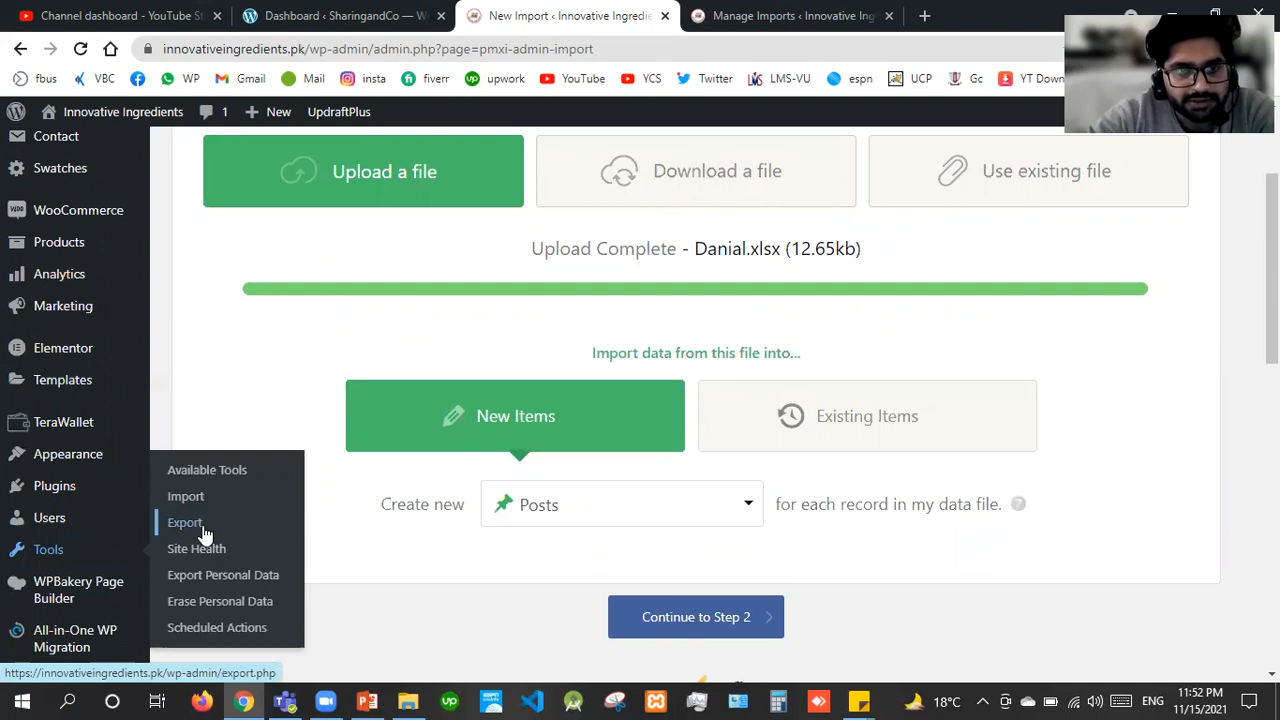 Channel dashboard - YouTube St
Dashboard ‹ SharingandCo — W
New Import ‹ Innovative Ingredie
Manage Imports ‹ Innovative Ing
innovativeingredients.pk/wp-admin/admin.php?page=pmxi-admin-import
fbus
VBC
WP
Gmail
Mail
insta
fiverr
upwork
YouTube
YCS
Twitter
LMS-VU
espn
UCP
Gc
YT Down
Innovative Ingredients
1
New
UpdraftPlus
Contact
Swatches
WooCommerce
Products
Analytics
Marketing
Elementor
Templates
TeraWallet
Appearance
Plugins
Users
Tools
WPBakery Page
Builder
All-in-One WP
Migration
Available Tools
Import
Export
Site Health
Export Personal Data
Erase Personal Data
Scheduled Actions
Upload a file
Download a file
Use existing file
Upload Complete - Danial.xlsx (12.65kb)
Import data from this file into...
New Items
Existing Items
Create new
Posts
for each record in my data file.
?
Continue to Step 2
https://innovativeingredients.pk/wp-admin/export.php
18°C
ENG
11:52 PM
11/15/2021